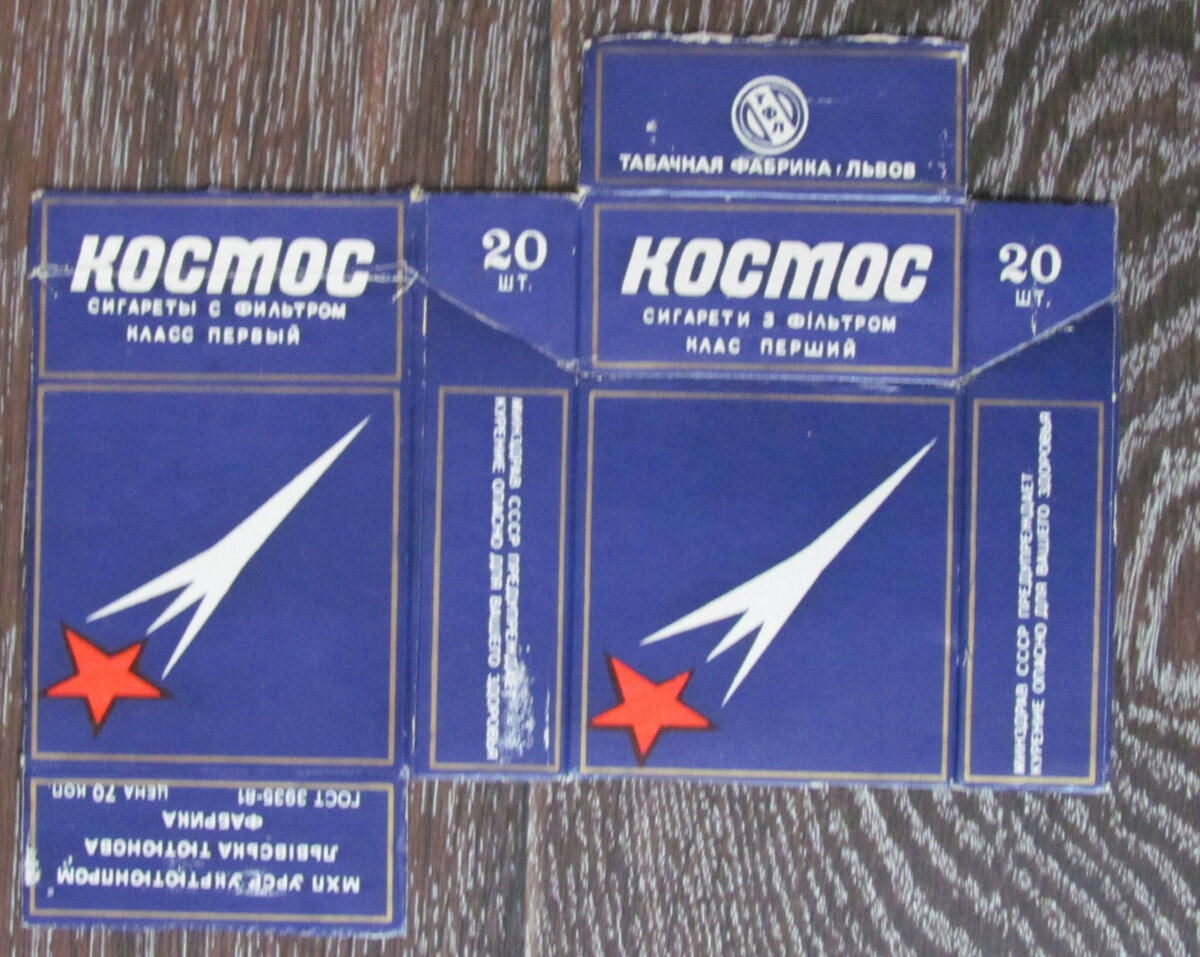 ТАБАЧНАЯ ФАБРИКА г. ЛЬВОВ
КОСМОС
СИГАРЕТЫ С ФИЛЬТРОМ
КЛАСС ПЕРВЫЙ
20
ШТ.
КОСМОС
СИГАРЕТИ З ФІЛЬТРОМ
КЛАС ПЕРШИЙ
20
ШТ.
МИНЗДРАВ СССР ПРЕДУПРЕЖДАЕТ
КУРЕНИЕ ОПАСНО ДЛЯ ВАШЕГО ЗДОРОВЬЯ
МИНЗДРАВ СССР ПРЕДУПРЕЖДАЕТ
КУРЕНИЕ ОПАСНО ДЛЯ ВАШЕГО ЗДОРОВЬЯ
МХП УРСР УКРТЮТЮНПРОМ
ЛЬВІВСЬКА ТЮТЮНОВА
ФАБРИКА
ГОСТ 3935-81 ЦЕНА 70 КОП.